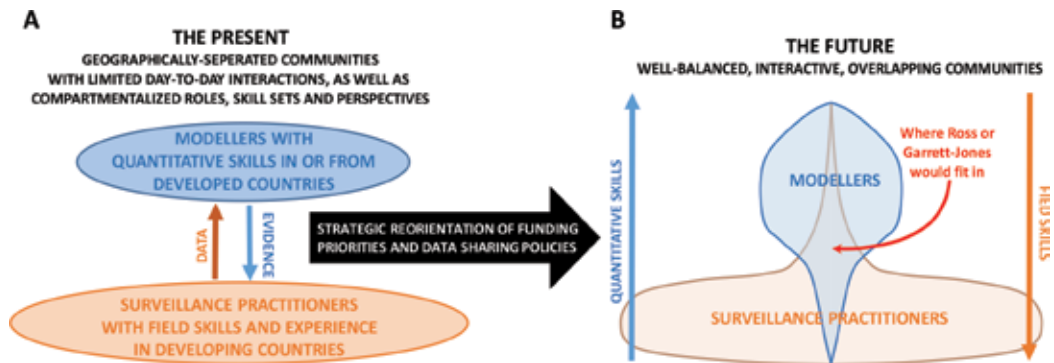 A
THE PRESENT
GEOGRAPHICALLY-SEPERATED COMMUNITIES
WITH LIMITED DAY-TO-DAY INTERACTIONS, AS WELL AS
COMPARTMENTALIZED ROLES, SKILL SETS AND PERSPECTIVES
MODELLERS WITH
QUANTITATIVE SKILLS IN OR FROM
DEVELOPED COUNTRIES
DATA
EVIDENCE
SURVEILLANCE PRACTITIONERS
WITH FIELD SKILLS AND EXPERIENCE
IN DEVELOPING COUNTRIES
STRATEGIC REORIENTATION OF FUNDING
PRIORITIES AND DATA SHARING POLICIES
B
THE FUTURE
WELL-BALANCED, INTERACTIVE, OVERLAPPING COMMUNITIES
QUANTITATIVE SKILLS
MODELLERS
Where Ross or
Garrett-Jones
would fit in
SURVEILLANCE PRACTITIONERS
FIELD SKILLS